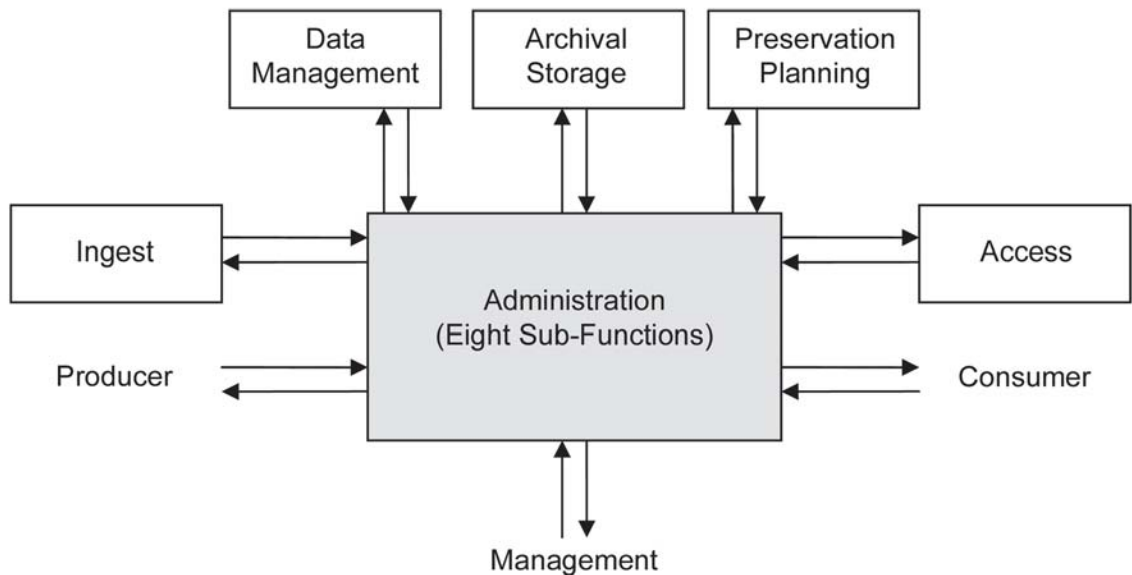 Data
Management
Archival
Storage
Preservation
Planning
Ingest
Access
Administration
(Eight Sub-Functions)
Producer
Consumer
Management